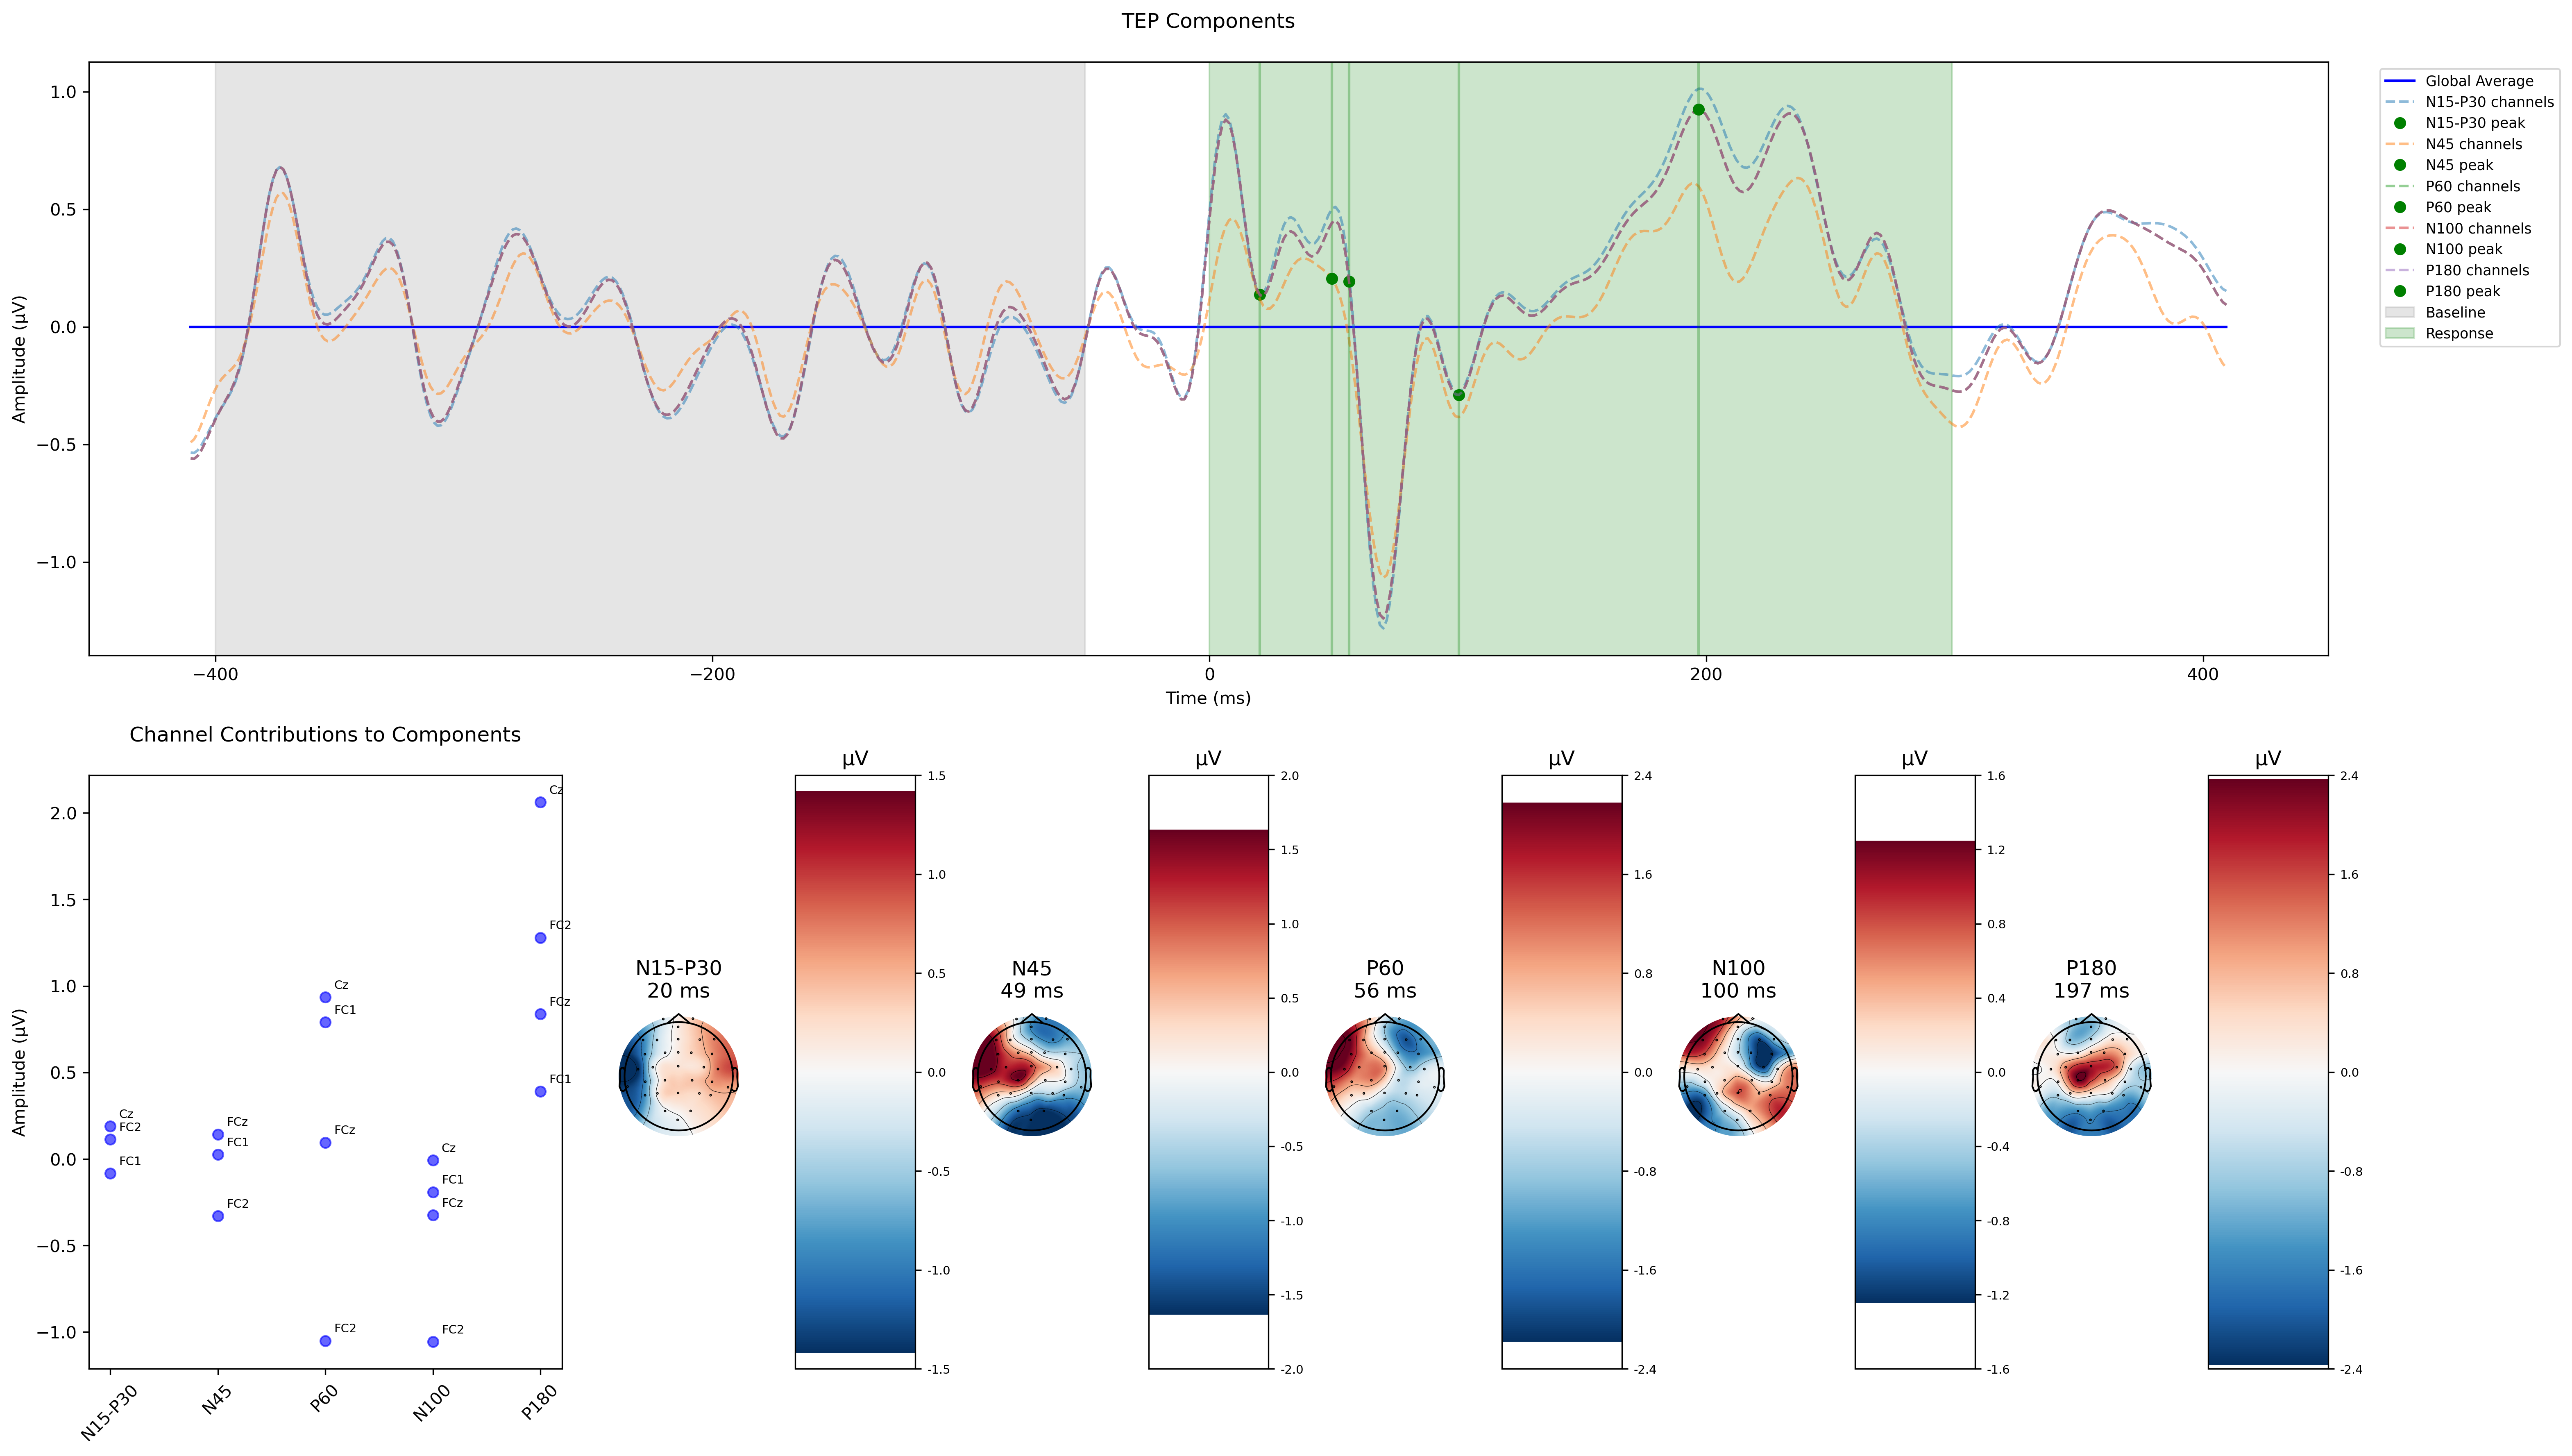 TEP Components
Amplitude (µV)
1.0
0.5
0.0
−0.5
−1.0
−400
−200
0
200
400
Time (ms)
Global Average
N15-P30 channels
N15-P30 peak
N45 channels
N45 peak
P60 channels
P60 peak
N100 channels
N100 peak
P180 channels
P180 peak
Baseline
Response
Channel Contributions to Components
Amplitude (µV)
2.0
1.5
1.0
0.5
0.0
−0.5
−1.0
Cz
FC2
FC1
FCz
FC1
FC2
Cz
FC1
FCz
FC2
Cz
FC1
FCz
FC2
Cz
FC2
FCz
FC1
N15-P30
N45
P60
N100
P180
N15-P30
20 ms
µV
1.5
1.0
0.5
0.0
-0.5
-1.0
-1.5
N45
49 ms
µV
2.0
1.5
1.0
0.5
0.0
-0.5
-1.0
-1.5
-2.0
P60
56 ms
µV
2.4
1.6
0.8
0.0
-0.8
-1.6
-2.4
N100
100 ms
µV
1.6
1.2
0.8
0.4
0.0
-0.4
-0.8
-1.2
-1.6
P180
197 ms
µV
2.4
1.6
0.8
0.0
-0.8
-1.6
-2.4